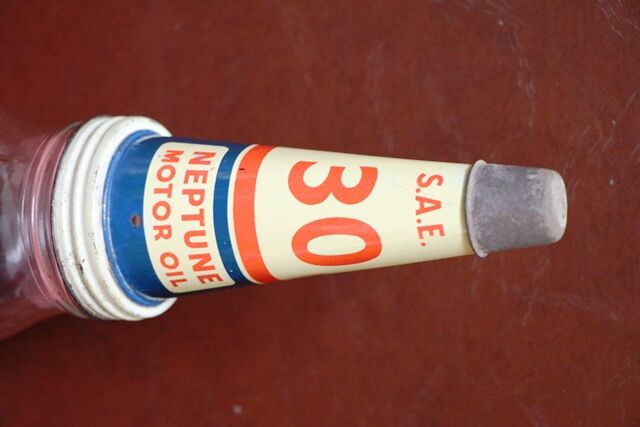 S.A.E.
30
NEPTUNE
MOTOR OIL